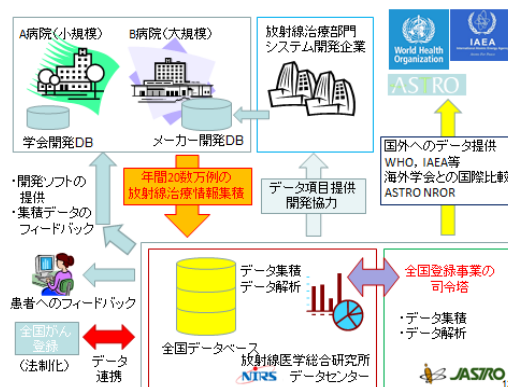 A病院(小規模)
B病院(大規模)
学会開発DB
メーカー開発DB
放射線治療部門
システム開発企業
World Health
Organization
IAEA
International Atomic Energy Agency
ASTRO
・開発ソフトの
提供
・集積データの
フィードバック
年間20数万例の
放射線治療情報集積
データ項目提供
開発協力
国外へのデータ提供
WHO, IAEA等
海外学会との国際比較
ASTRO NROR
患者へのフィードバック
全国がん
登録
(法制化)
データ
連携
データ集積
データ解析
全国データベース
放射線医学総合研究所
NIRS
データセンター
全国登録事業の
司令塔
・データ集積
・データ解析
JASTRO